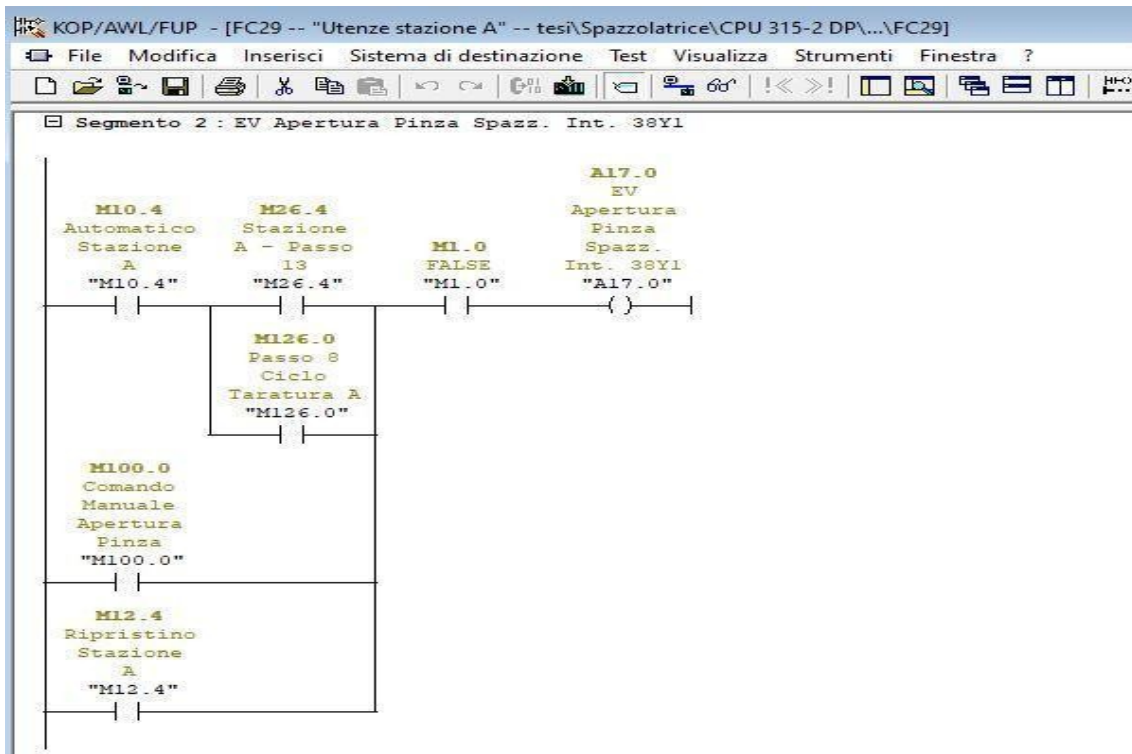 KOP/AWL/FUP - [FC29 -- "Utenze stazione A" -- tesi\Spazzolatrice\CPU 315-2 DP\...\FC29]
File Modifica Inserisci Sistema di destinazione Test Visualizza Strumenti Finestra ?
Segmento 2 : EV Apertura Pinza Spazz. Int. 38Y1
M10.4
Automatico
Stazione
A
"M10.4"
M26.4
Stazione
A - Passo
13
"M26.4"
M1.0
FALSE
"M1.0"
A17.0
EV
Apertura
Pinza
Spazz.
Int. 38Y1
"A17.0"
M126.0
Passo 8
Ciclo
Taratura A
"M126.0"
M100.0
Comando
Manuale
Apertura
Pinza
"M100.0"
M12.4
Ripristino
Stazione
A
"M12.4"